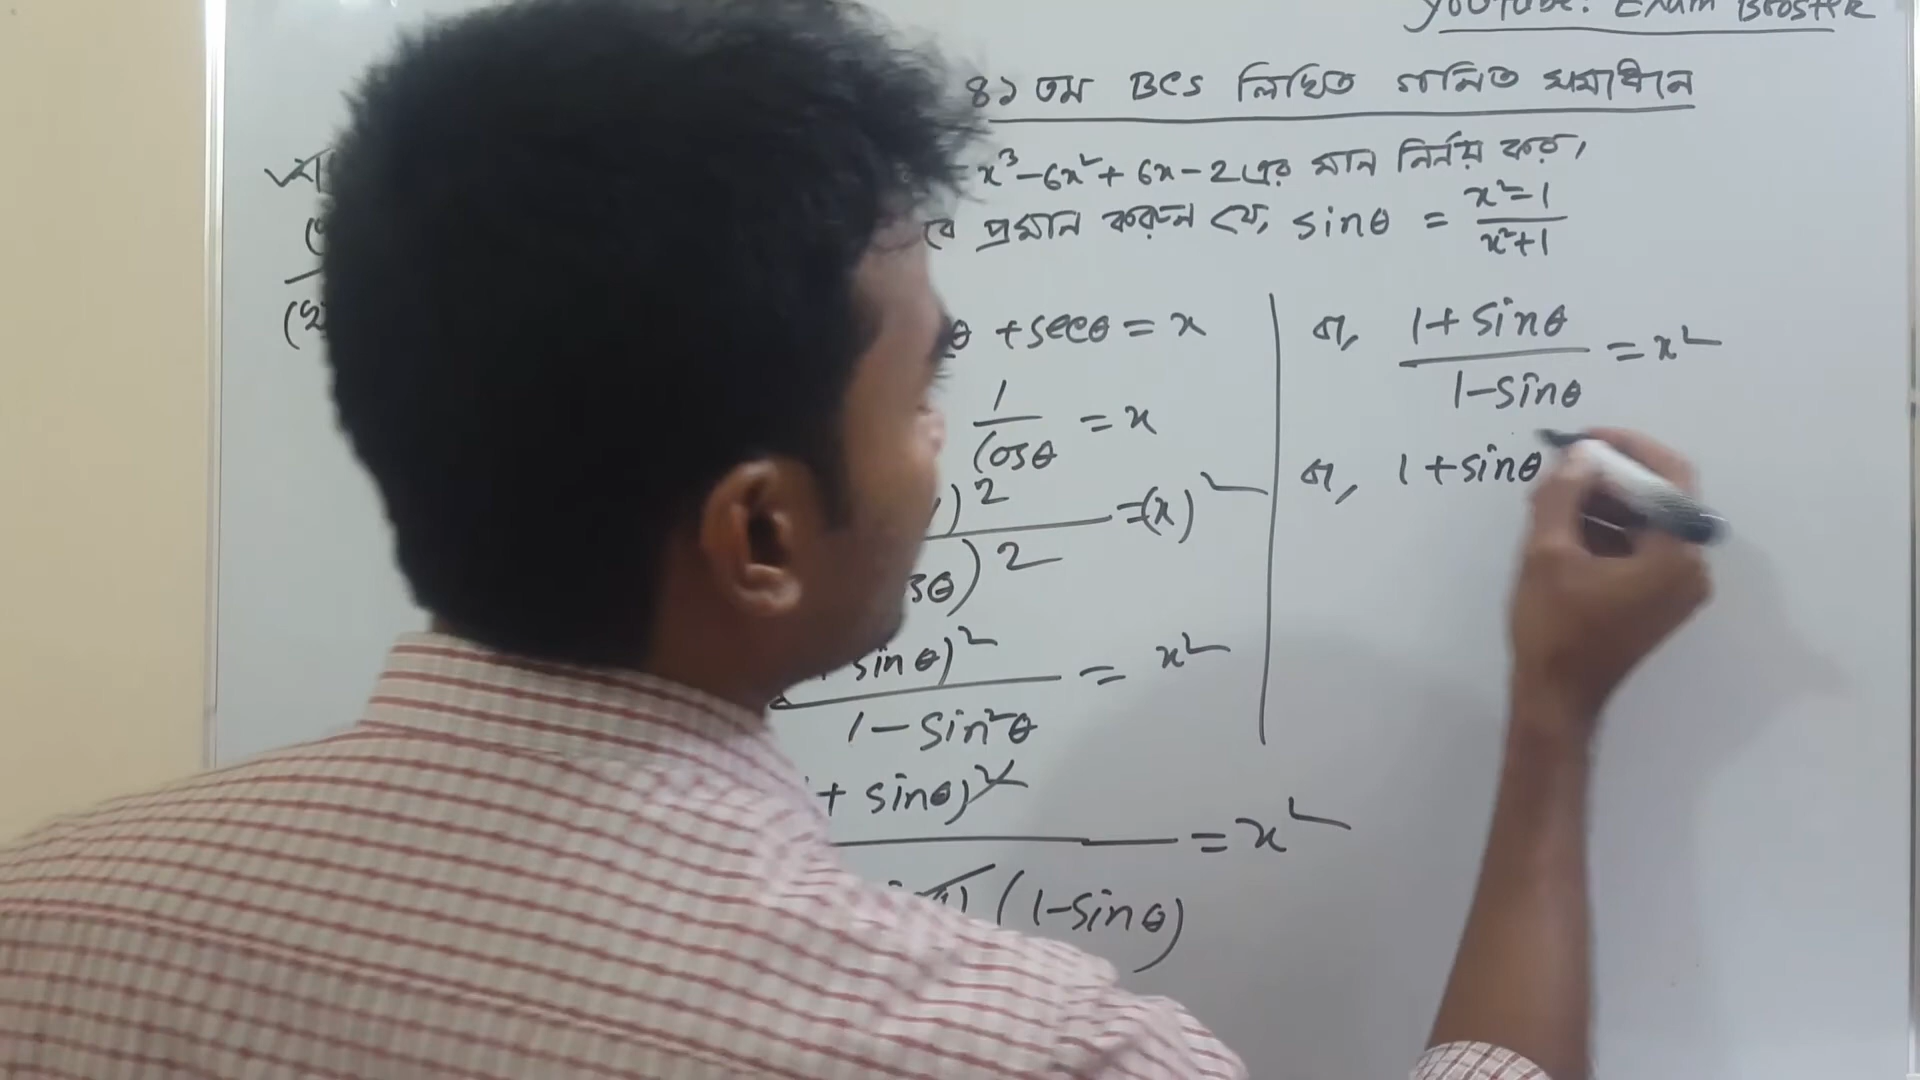 YouTube: Exam Booster
৪১ তম BCS লিখিত গনিত সমাধান
= x³-6x²+6x-2 এর মান নির্নয় কর,
প্রমান করুন যে, sinθ = x²-1 / x²+1
θ + secθ = x
1 / cosθ = x
)² / sθ)² = (x)²
sinθ)² / 1-sin²θ = x²
+ sinθ)² / (1-sinθ) = x²
বা, 1+sinθ / 1-sinθ = x²
বা, 1+sinθ